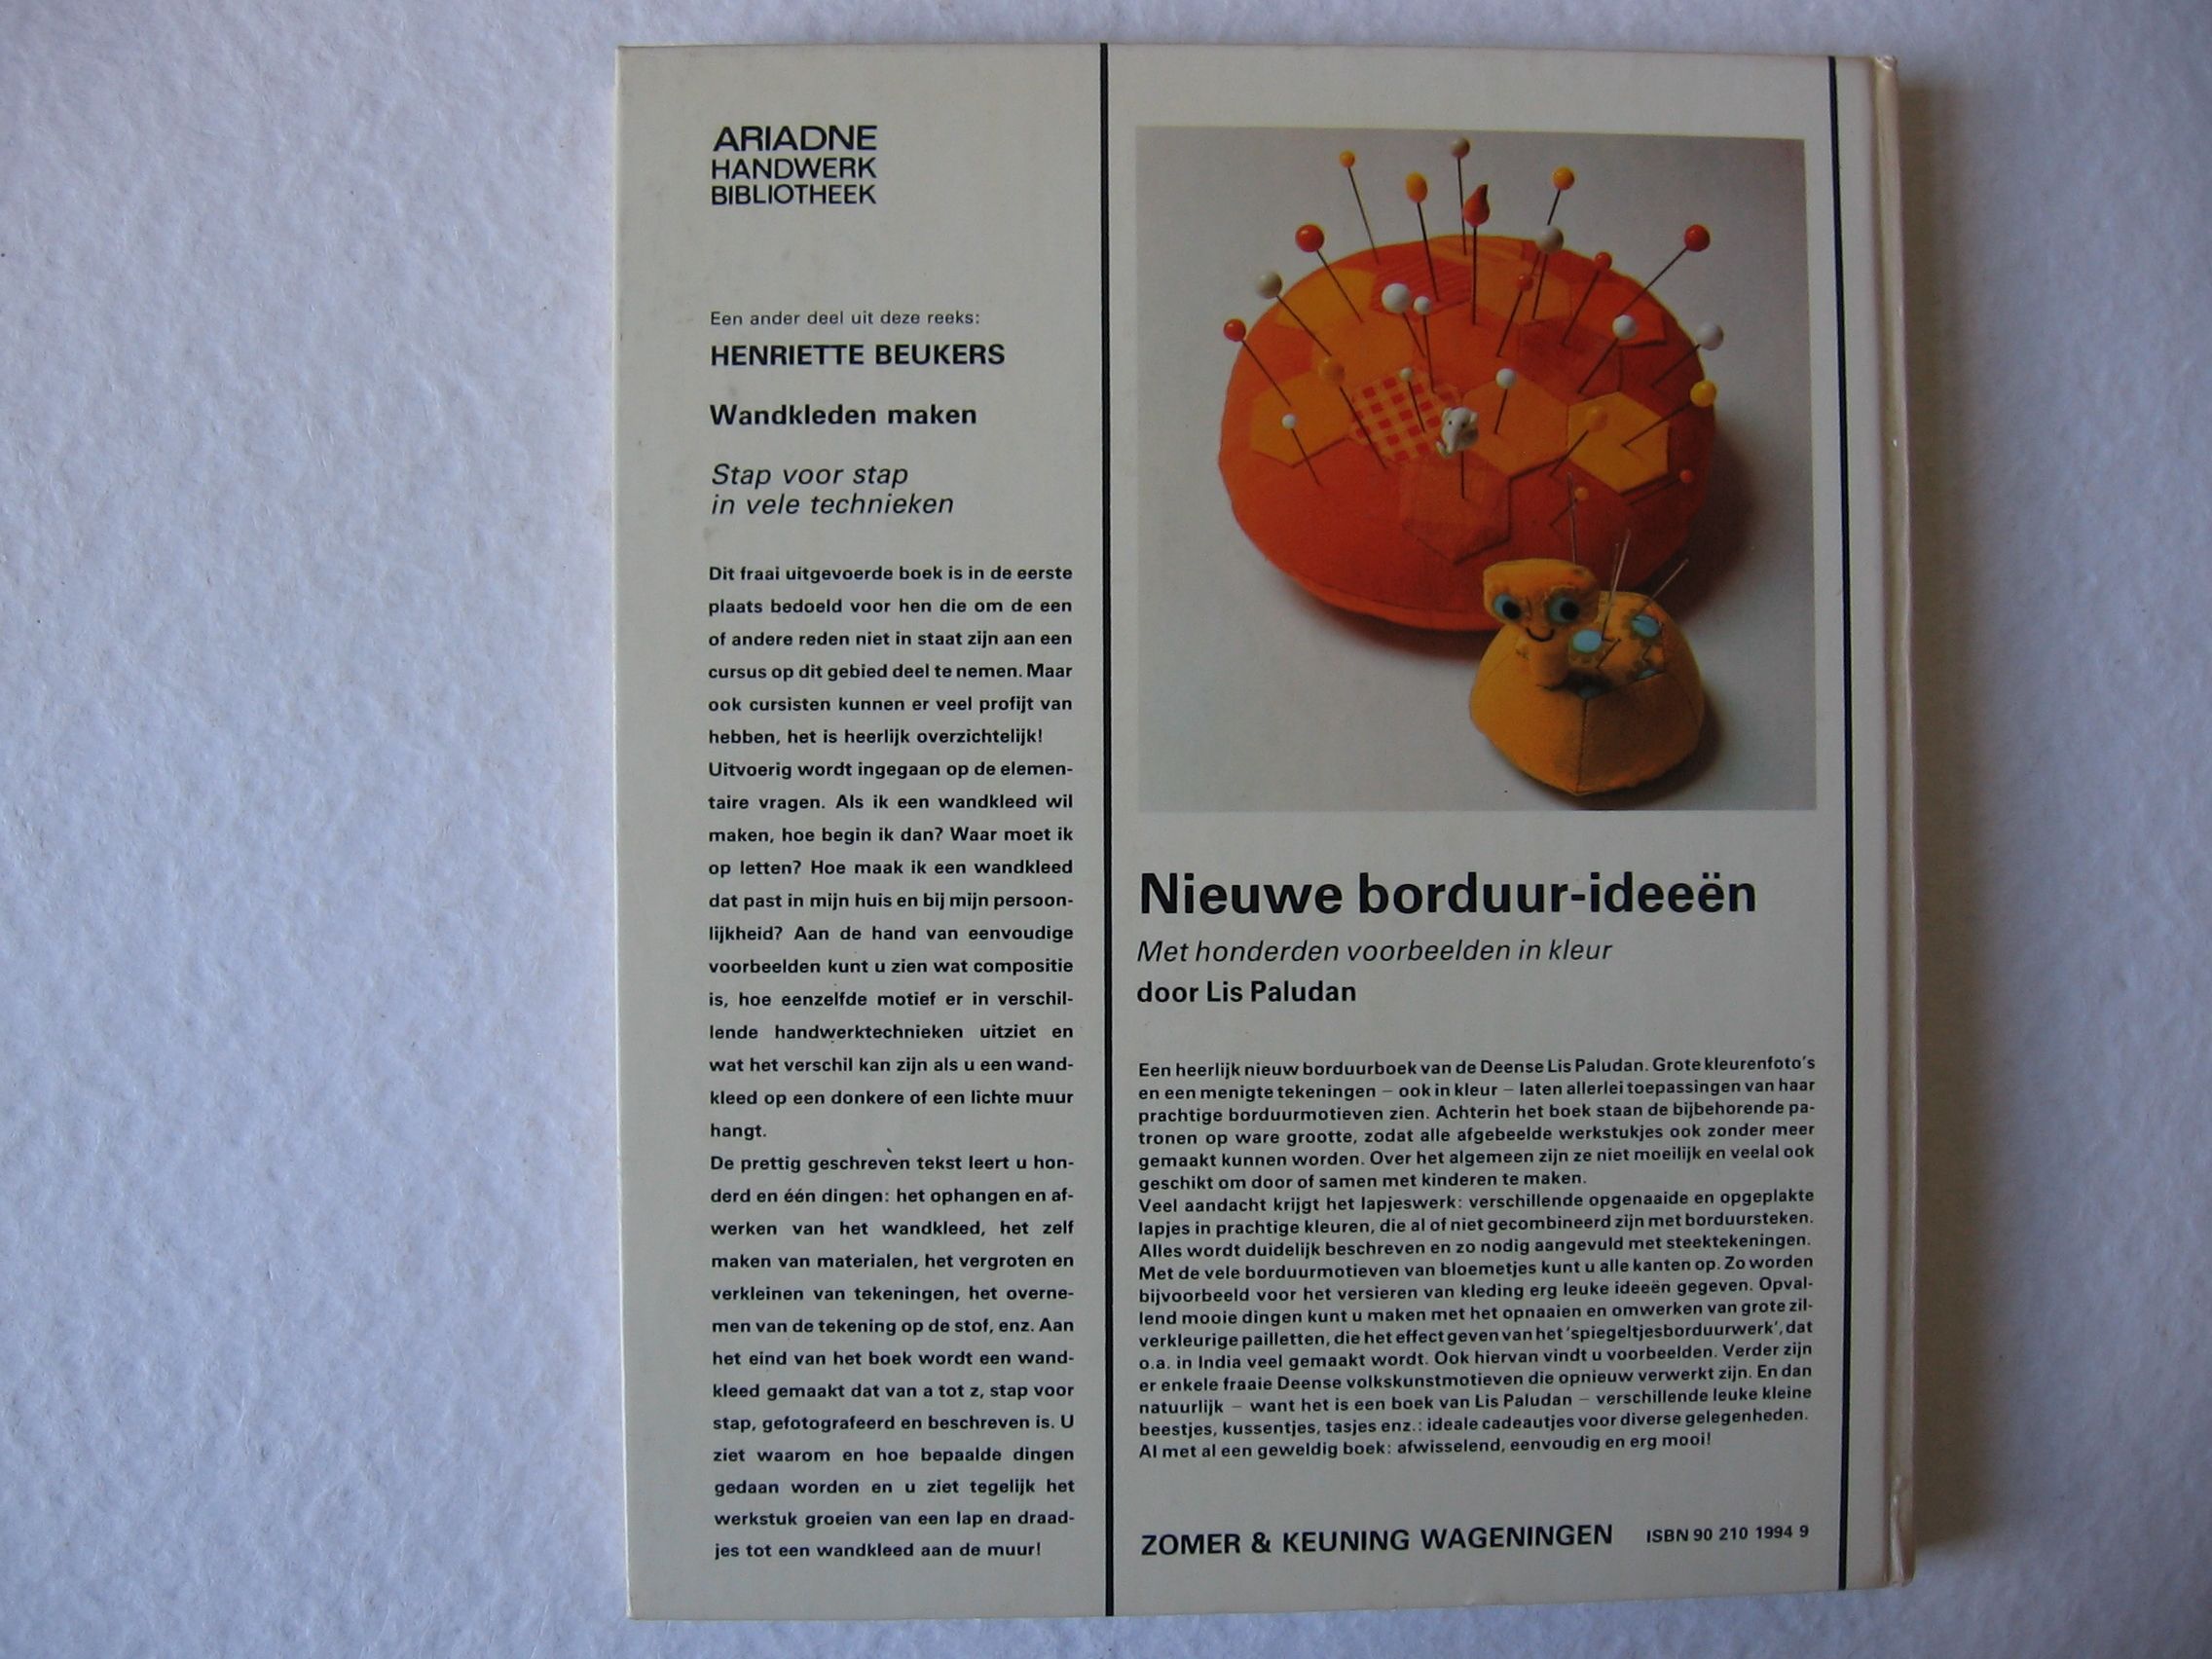 ARIADNE
HANDWERK
BIBLIOTHEEK
Een ander deel uit deze reeks:
HENRIETTE BEUKERS
Wandkleden maken
Stap voor stap
in vele technieken
Dit fraai uitgevoerde boek is in de eerste
plaats bedoeld voor hen die om de een
of andere reden niet in staat zijn aan een
cursus op dit gebied deel te nemen. Maar
ook cursisten kunnen er veel profijt van
hebben, het is heerlijk overzichtelijk!
Uitvoerig wordt ingegaan op de elemen-
taire vragen. Als ik een wandkleed wil
maken, hoe begin ik dan? Waar moet ik
op letten? Hoe maak ik een wandkleed
dat past in mijn huis en bij mijn persoon-
lijkheid? Aan de hand van eenvoudige
voorbeelden kunt u zien wat compositie
is, hoe eenzelfde motief er in verschil-
lende handwerktechnieken uitziet en
wat het verschil kan zijn als u een wand-
kleed op een donkere of een lichte muur
hangt.
De prettig geschreven tekst leert u hon-
derd en één dingen: het ophangen en af-
werken van het wandkleed, het zelf
maken van materialen, het vergroten en
verkleinen van tekeningen, het overne-
men van de tekening op de stof, enz. Aan
het eind van het boek wordt een wand-
kleed gemaakt dat van a tot z, stap voor
stap, gefotografeerd en beschreven is. U
ziet waarom en hoe bepaalde dingen
gedaan worden en u ziet tegelijk het
werkstuk groeien van een lap en draad-
jes tot een wandkleed aan de muur!
Nieuwe borduur-ideeën
Met honderden voorbeelden in kleur
door Lis Paludan
Een heerlijk nieuw borduurboek van de Deense Lis Paludan. Grote kleurenfoto's
en een menigte tekeningen – ook in kleur – laten allerlei toepassingen van haar
prachtige borduurmotieven zien. Achterin het boek staan de bijbehorende pa-
tronen op ware grootte, zodat alle afgebeelde werkstukjes ook zonder meer
gemaakt kunnen worden. Over het algemeen zijn ze niet moeilijk en veelal ook
geschikt om door of samen met kinderen te maken.
Veel aandacht krijgt het lapjeswerk: verschillende opgenaaide en opgeplakte
lapjes in prachtige kleuren, die al of niet gecombineerd zijn met borduursteken.
Alles wordt duidelijk beschreven en zo nodig aangevuld met steektekeningen.
Met de vele borduurmotieven van bloemetjes kunt u alle kanten op. Zo worden
bijvoorbeeld voor het versieren van kleding erg leuke ideeën gegeven. Opval-
lend mooie dingen kunt u maken met het opnaaien en omwerken van grote zil-
verkleurige pailletten, die het effect geven van het 'spiegeltjesborduurwerk', dat
o.a. in India veel gemaakt wordt. Ook hiervan vindt u voorbeelden. Verder zijn
er enkele fraaie Deense volkskunstmotieven die opnieuw verwerkt zijn. En dan
natuurlijk – want het is een boek van Lis Paludan – verschillende leuke kleine
beestjes, kussentjes, tasjes enz.: ideale cadeautjes voor diverse gelegenheden.
Al met al een geweldig boek: afwisselend, eenvoudig en erg mooi!
ZOMER & KEUNING WAGENINGEN ISBN 90 210 1994 9